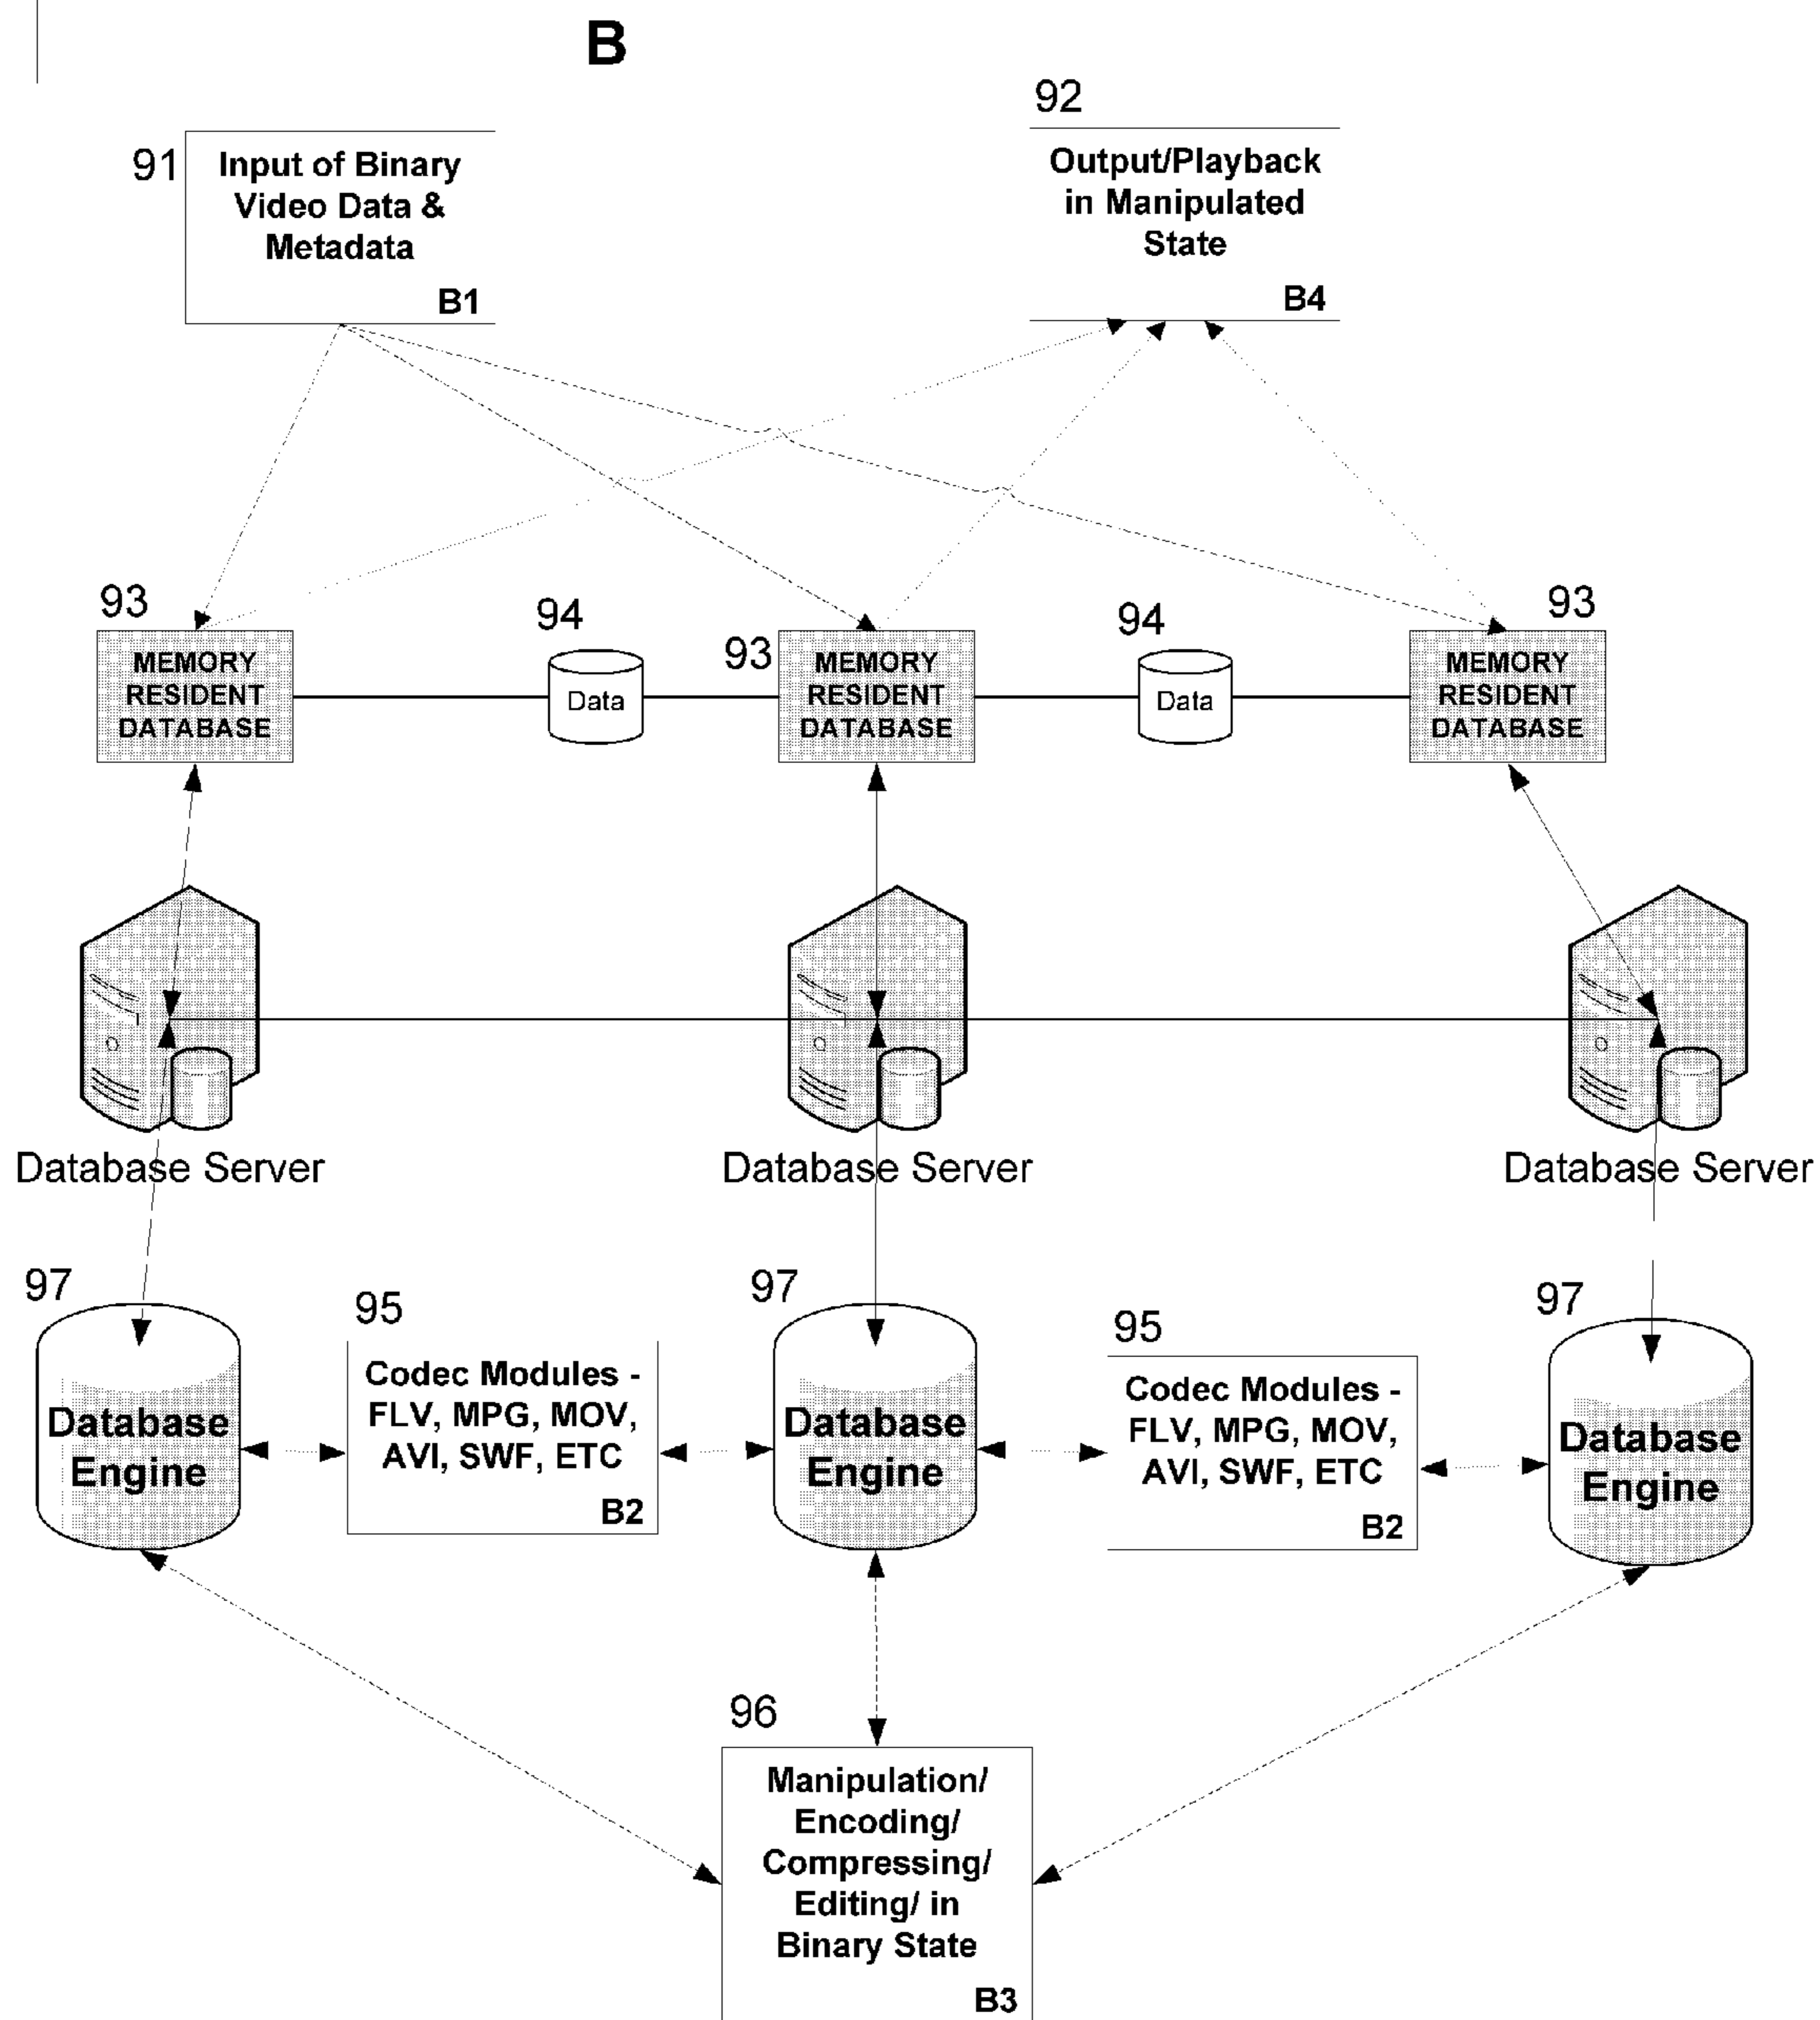 B
91
Input of Binary
Video Data &
Metadata
B1
92
Output/Playback
in Manipulated
State
B4
93
MEMORY
RESIDENT
DATABASE
94
Data
93
MEMORY
RESIDENT
DATABASE
94
Data
93
MEMORY
RESIDENT
DATABASE
Database Server
Database Server
Database Server
97
Database
Engine
95
Codec Modules -
FLV, MPG, MOV,
AVI, SWF, ETC
B2
97
Database
Engine
95
Codec Modules -
FLV, MPG, MOV,
AVI, SWF, ETC
B2
97
Database
Engine
96
Manipulation/
Encoding/
Compressing/
Editing/ in
Binary State
B3